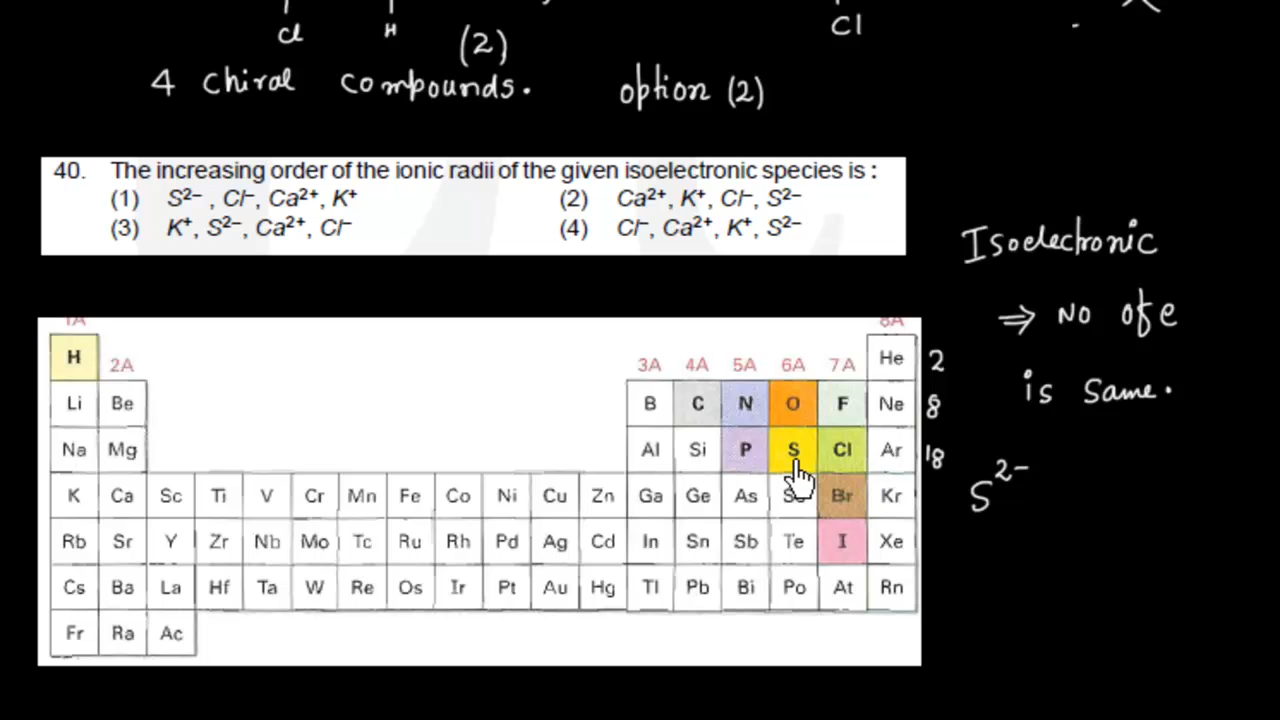 Cl H Cl
(2)
4 chiral compounds. option (2)
40. The increasing order of the ionic radii of the given isoelectronic species is :
(1) S²⁻ , Cl⁻, Ca²⁺, K⁺ (2) Ca²⁺, K⁺, Cl⁻, S²⁻
(3) K⁺, S²⁻, Ca²⁺, Cl⁻ (4) Cl⁻, Ca²⁺, K⁺, S²⁻
Isoelectronic
⇒ No of e
is same.
S²⁻
1A 8A
H 2A 3A 4A 5A 6A 7A He 2
Li Be B C N O F Ne 8
Na Mg Al Si P S Cl Ar 18
K Ca Sc Ti V Cr Mn Fe Co Ni Cu Zn Ga Ge As Se Br Kr
Rb Sr Y Zr Nb Mo Tc Ru Rh Pd Ag Cd In Sn Sb Te I Xe
Cs Ba La Hf Ta W Re Os Ir Pt Au Hg Tl Pb Bi Po At Rn
Fr Ra Ac